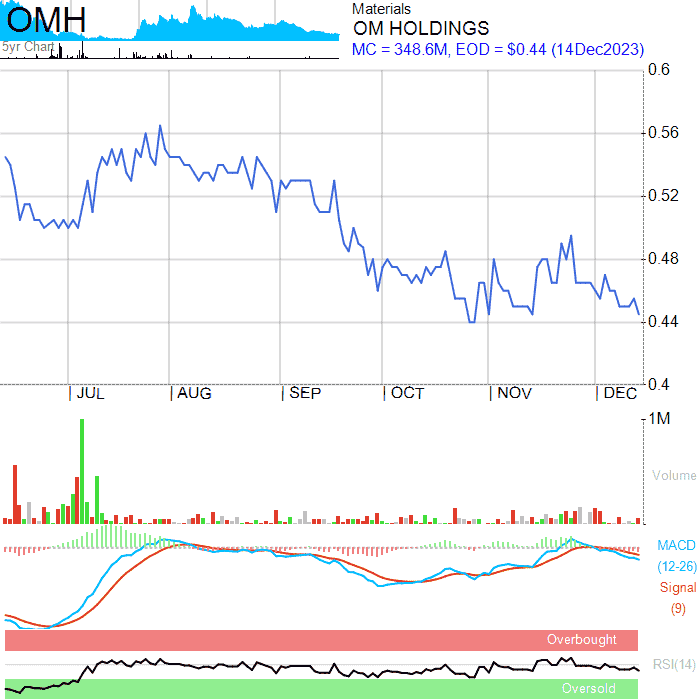 OMH
5yr Chart
Materials
OM HOLDINGS
MC = 348.6M, EOD = $0.44 (14Dec2023)
0.6
0.56
0.52
0.48
0.44
0.4
JUL
AUG
SEP
OCT
NOV
DEC
1M
Volume
MACD
(12-26)
Signal
(9)
Overbought
RSI(14)
Oversold